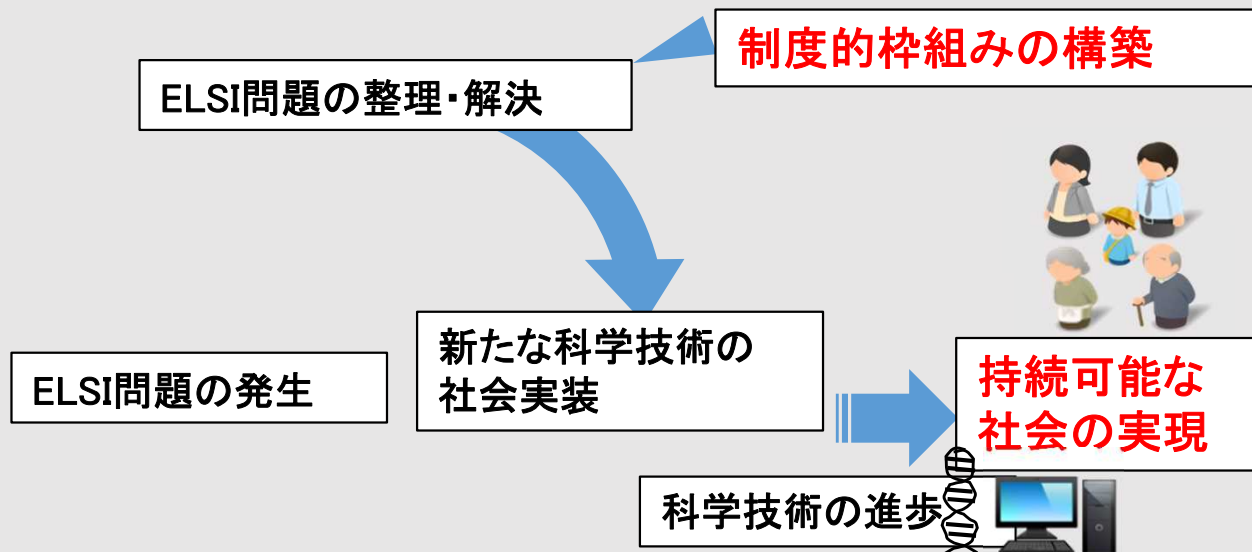 制度的枠組みの構築
ELSI問題の整理・解決
新たな科学技術の
社会実装
ELSI問題の発生
持続可能な
社会の実現
科学技術の進歩